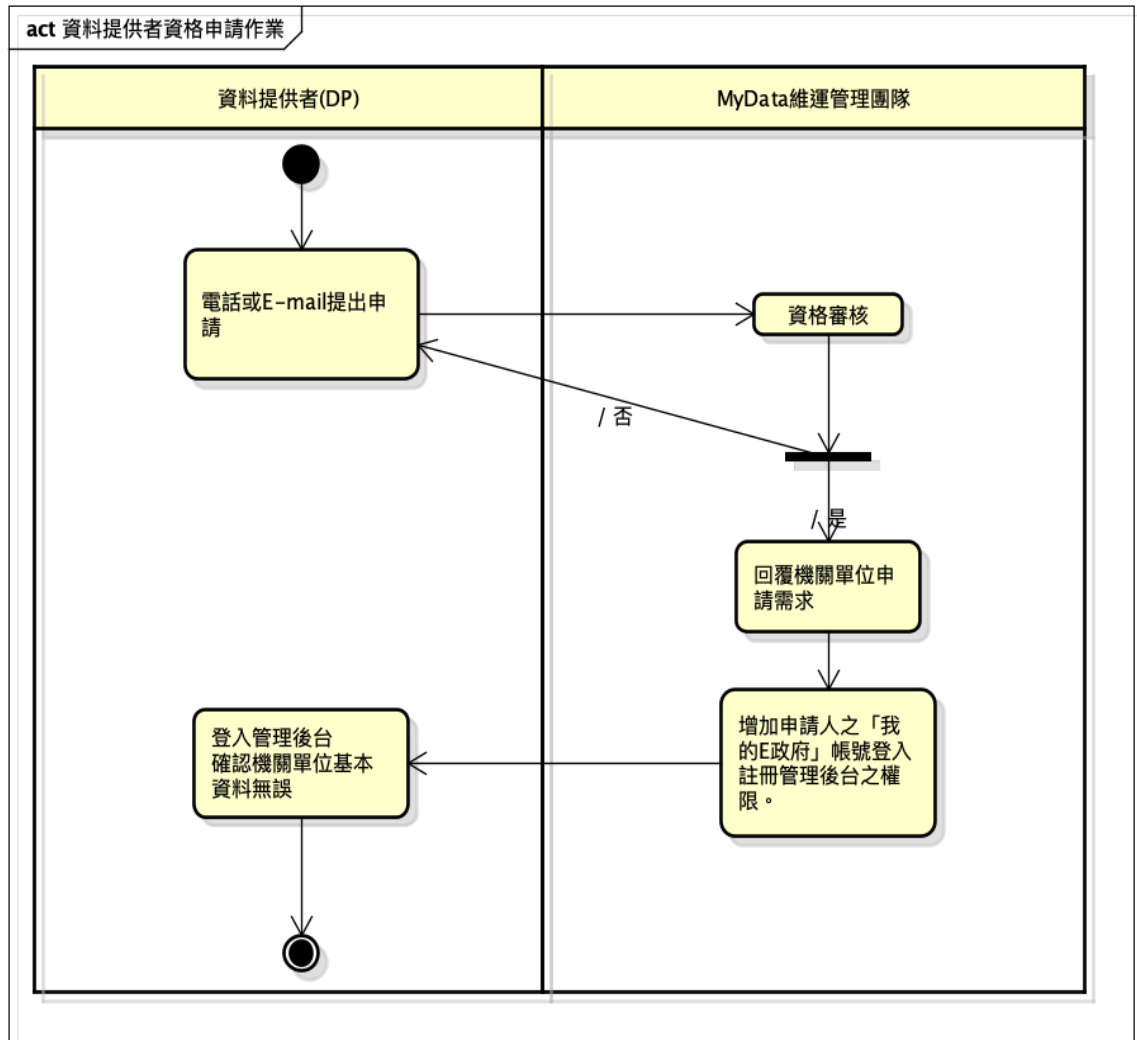 act 資料提供者資格申請作業
資料提供者(DP)
MyData維運管理團隊
電話或E-mail提出申
請
資格審核
/ 否
/ 是
回覆機關單位申
請需求
增加申請人之「我
的E政府」帳號登入
註冊管理後台之權
限。
登入管理後台
確認機關單位基本
資料無誤